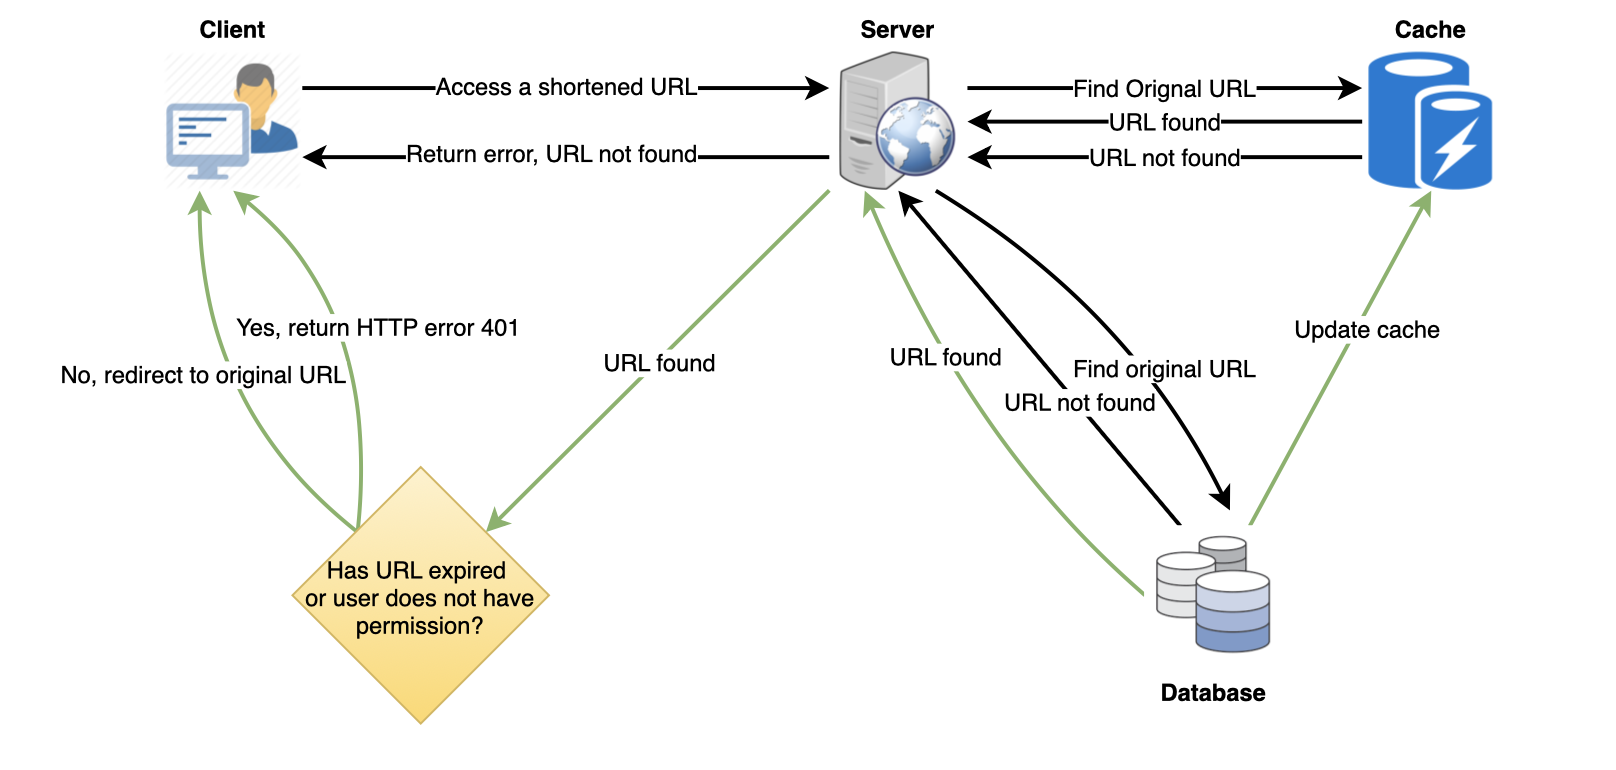 Client
Server
Cache
Access a shortened URL
Find Orignal URL
URL found
Return error, URL not found
URL not found
Yes, return HTTP error 401
Update cache
URL found
URL found
Find original URL
No, redirect to original URL
URL not found
Has URL expired
or user does not have
permission?
Database